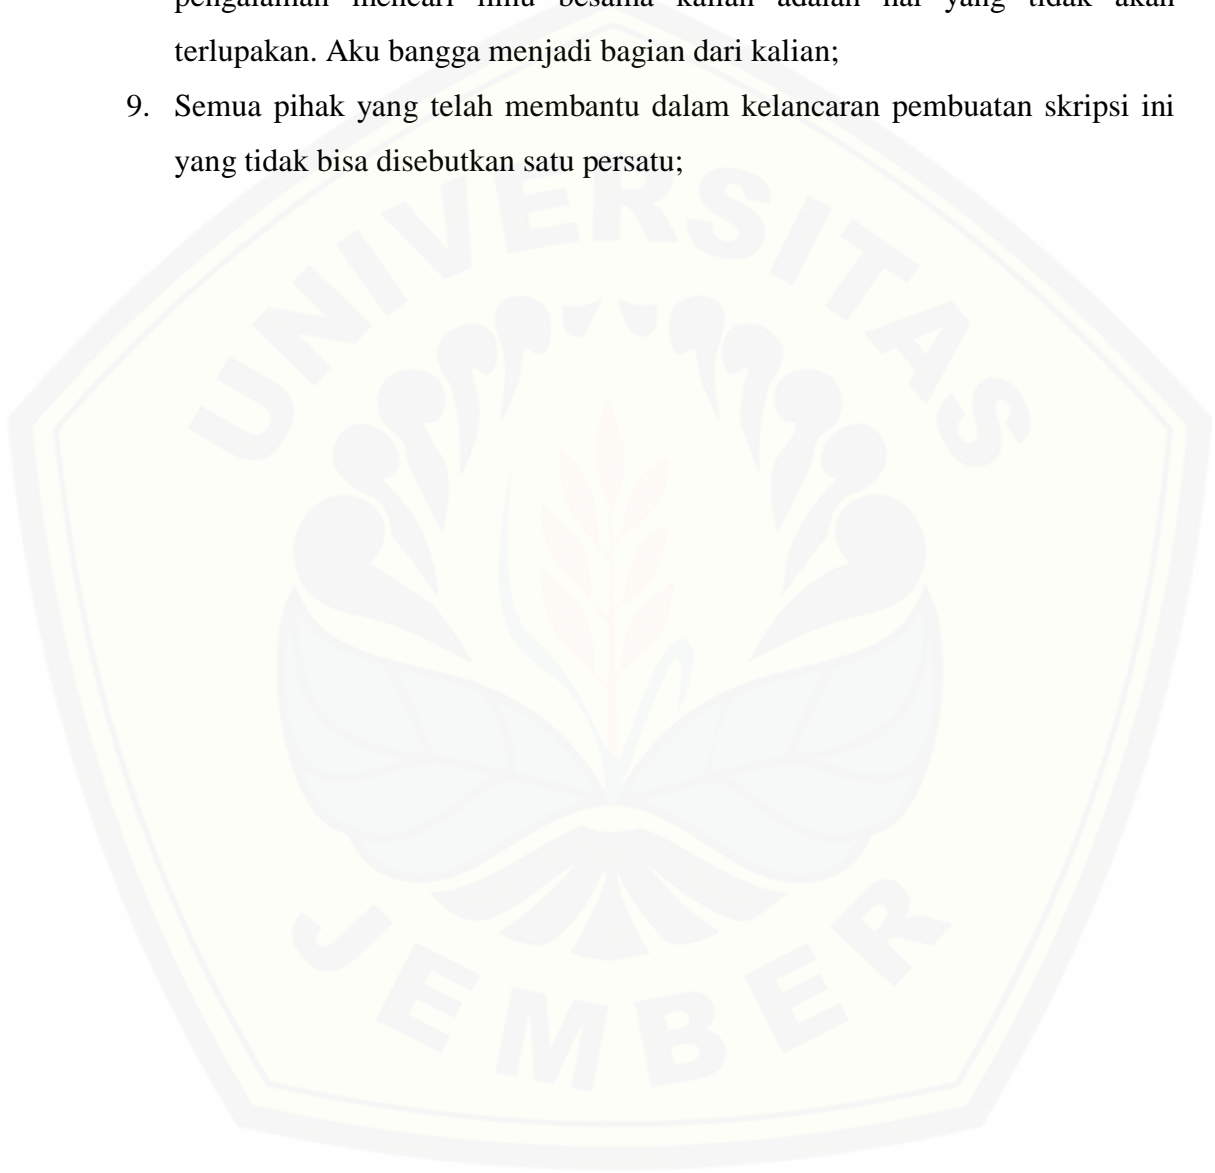 pengalaman mencari ilmu besama kalian adalah hal yang tidak akan
terlupakan. Aku bangga menjadi bagian dari kalian;
9. Semua pihak yang telah membantu dalam kelancaran pembuatan skripsi ini
yang tidak bisa disebutkan satu persatu;
UNIVERSITAS
JEMBER